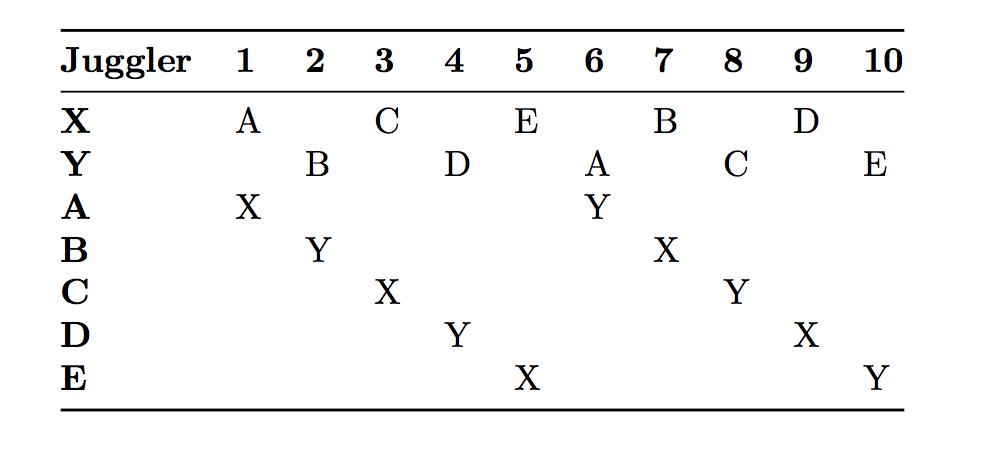 Juggler 1 2 3 4 5 6 7 8 9 10
X A C E B D
Y B D A C E
A X Y
B Y X
C X Y
D Y X
E X Y